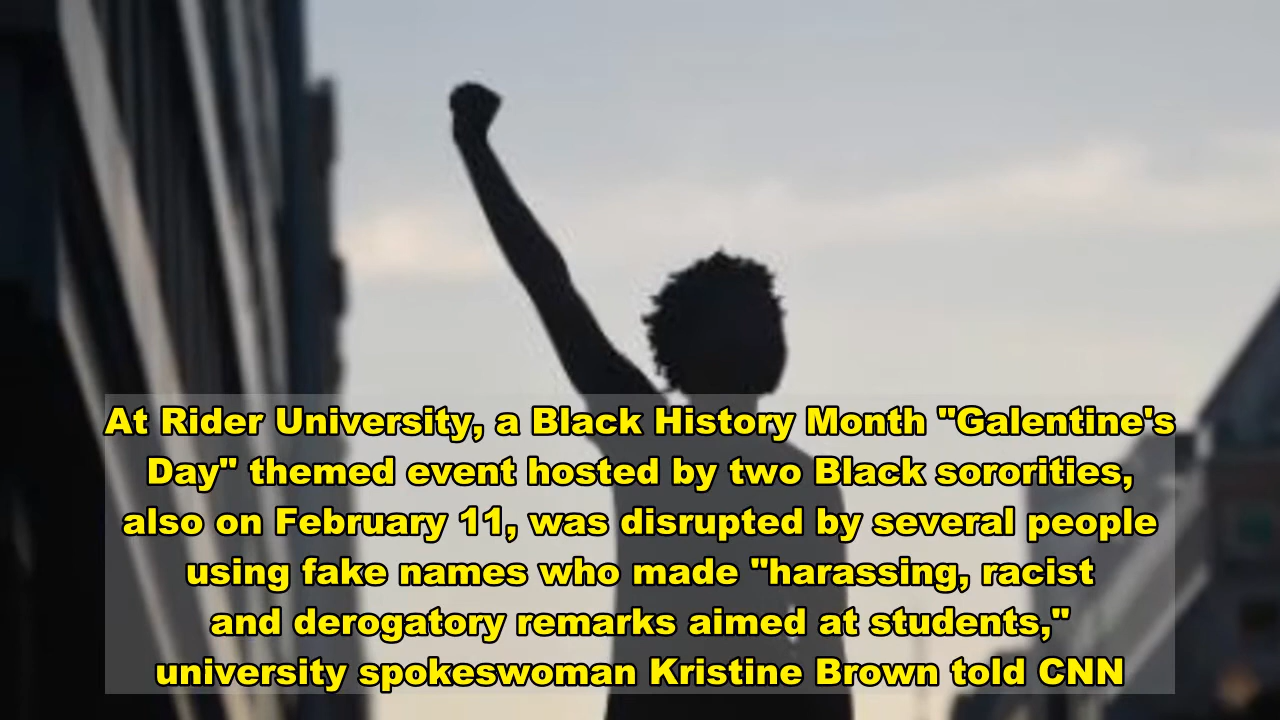 At Rider University, a Black History Month "Galentine's
Day" themed event hosted by two Black sororities,
also on February 11, was disrupted by several people
using fake names who made "harassing, racist
and derogatory remarks aimed at students,"
university spokeswoman Kristine Brown told CNN